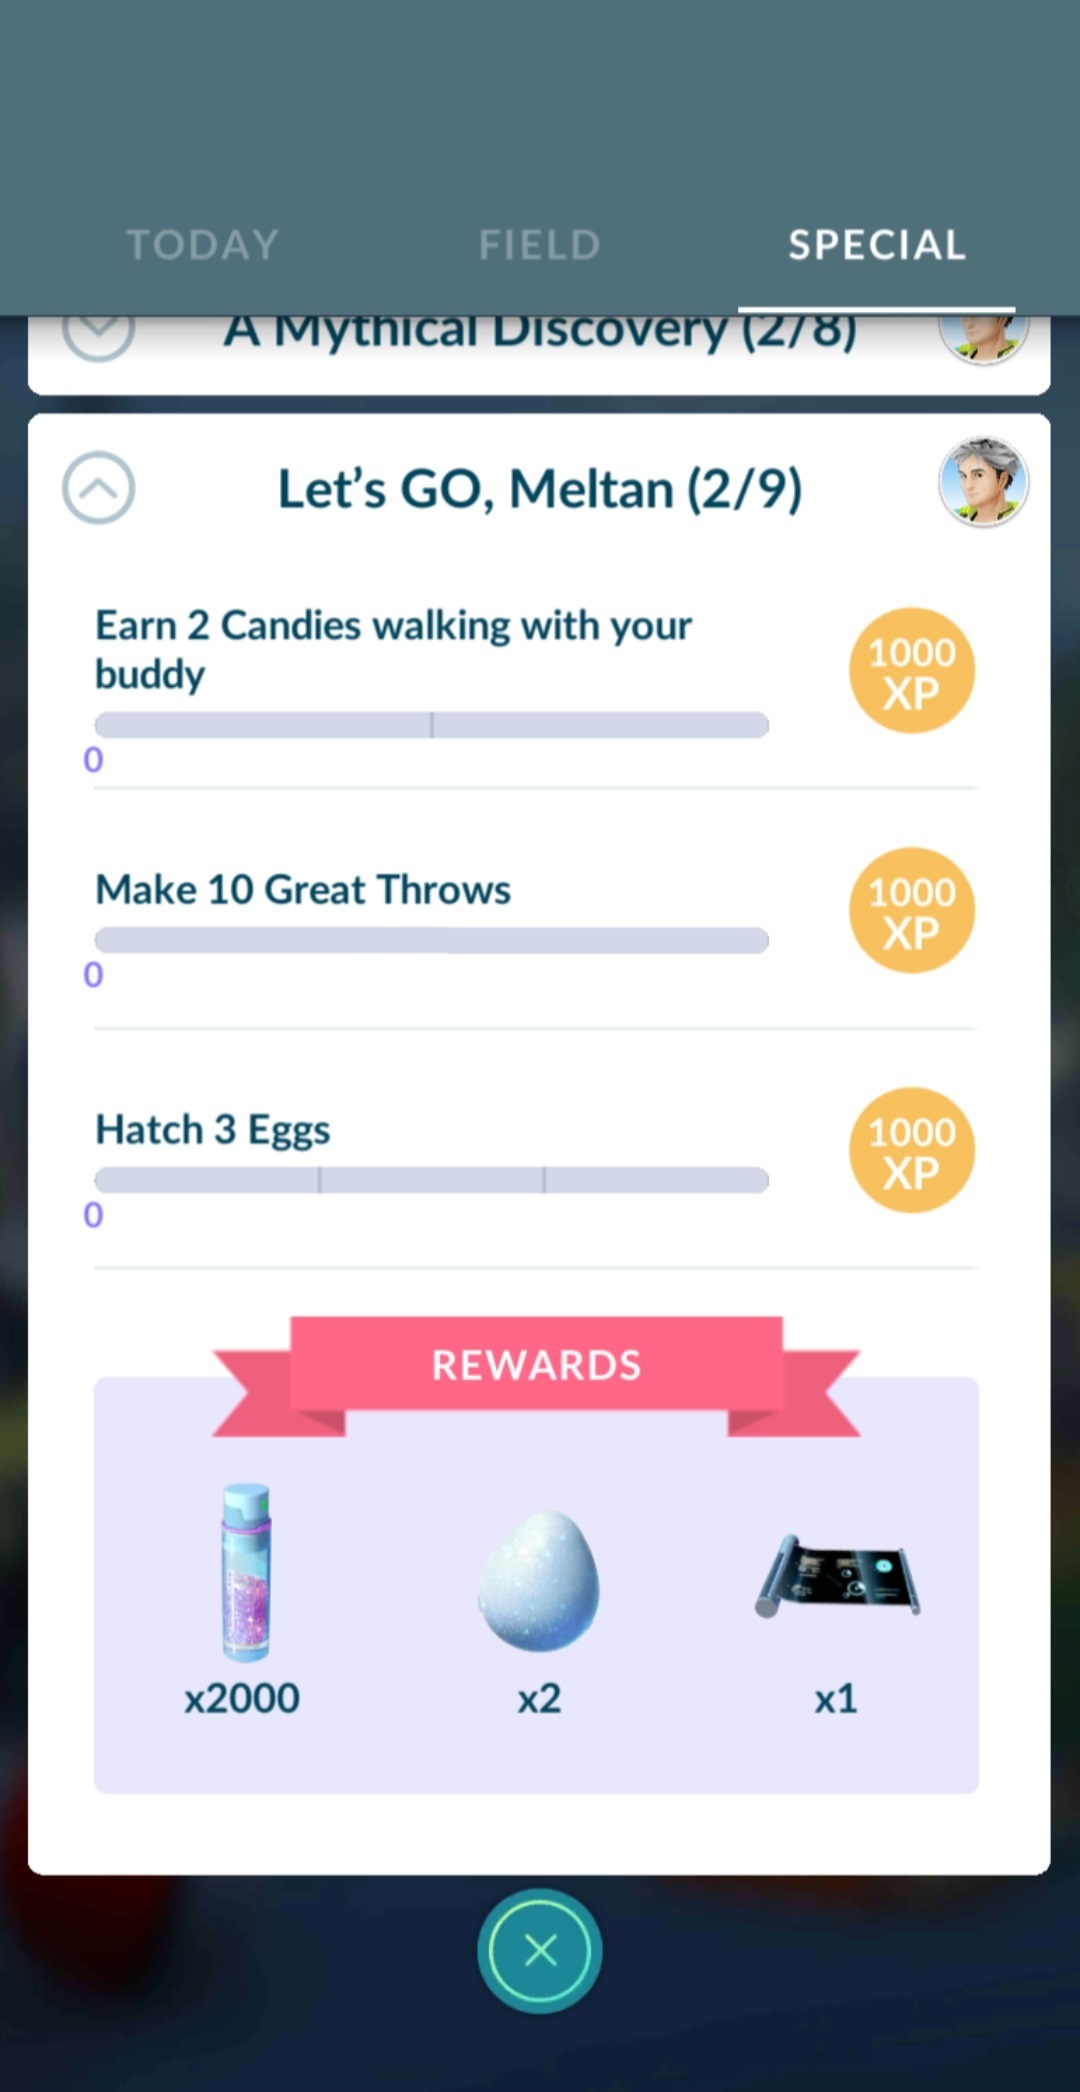 TODAY
FIELD
SPECIAL
A Mythical Discovery (2/8)
Let's GO, Meltan (2/9)
Earn 2 Candies walking with your
buddy
1000
XP
0
Make 10 Great Throws
1000
XP
0
Hatch 3 Eggs
1000
XP
0
REWARDS
x2000
x2
x1